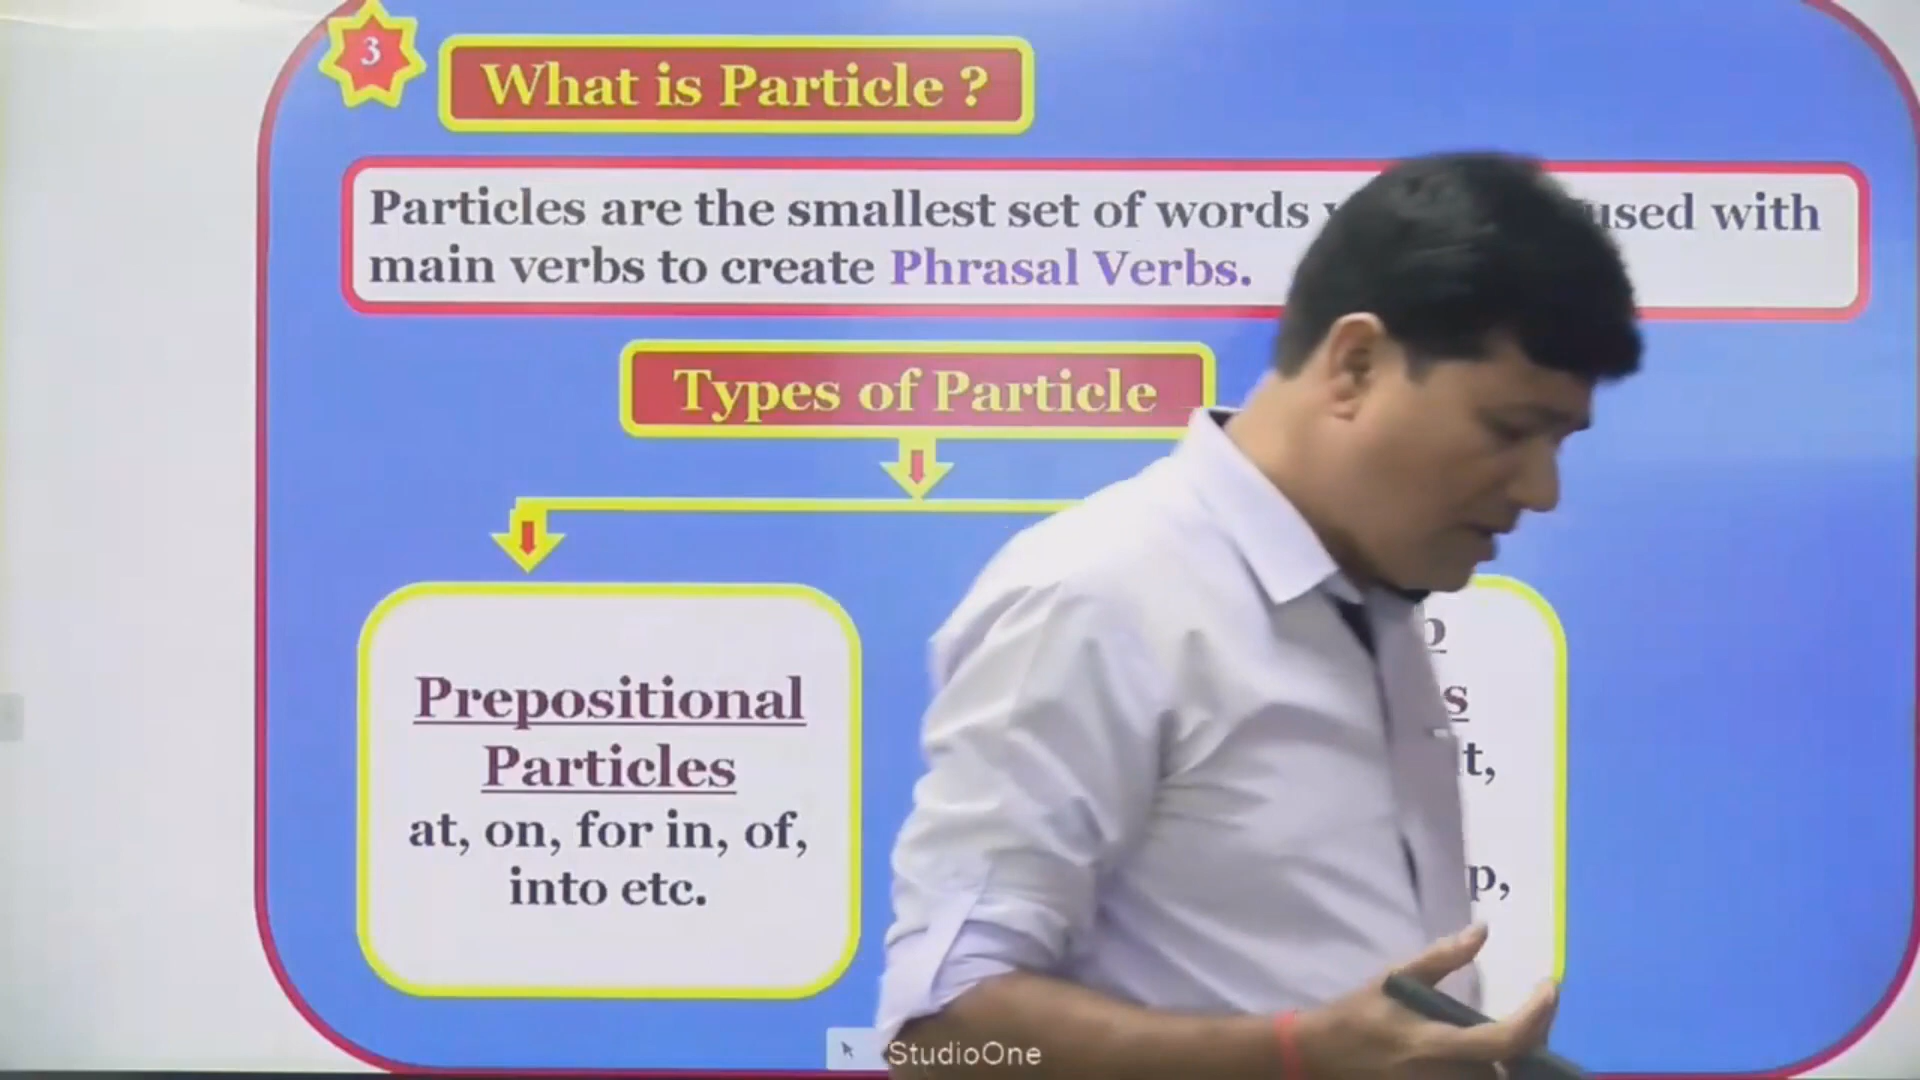 3
What is Particle ?
Particles are the smallest set of words used with
main verbs to create Phrasal Verbs.
Types of Particle
Prepositional
Particles
at, on, for in, of,
into etc.
StudioOne